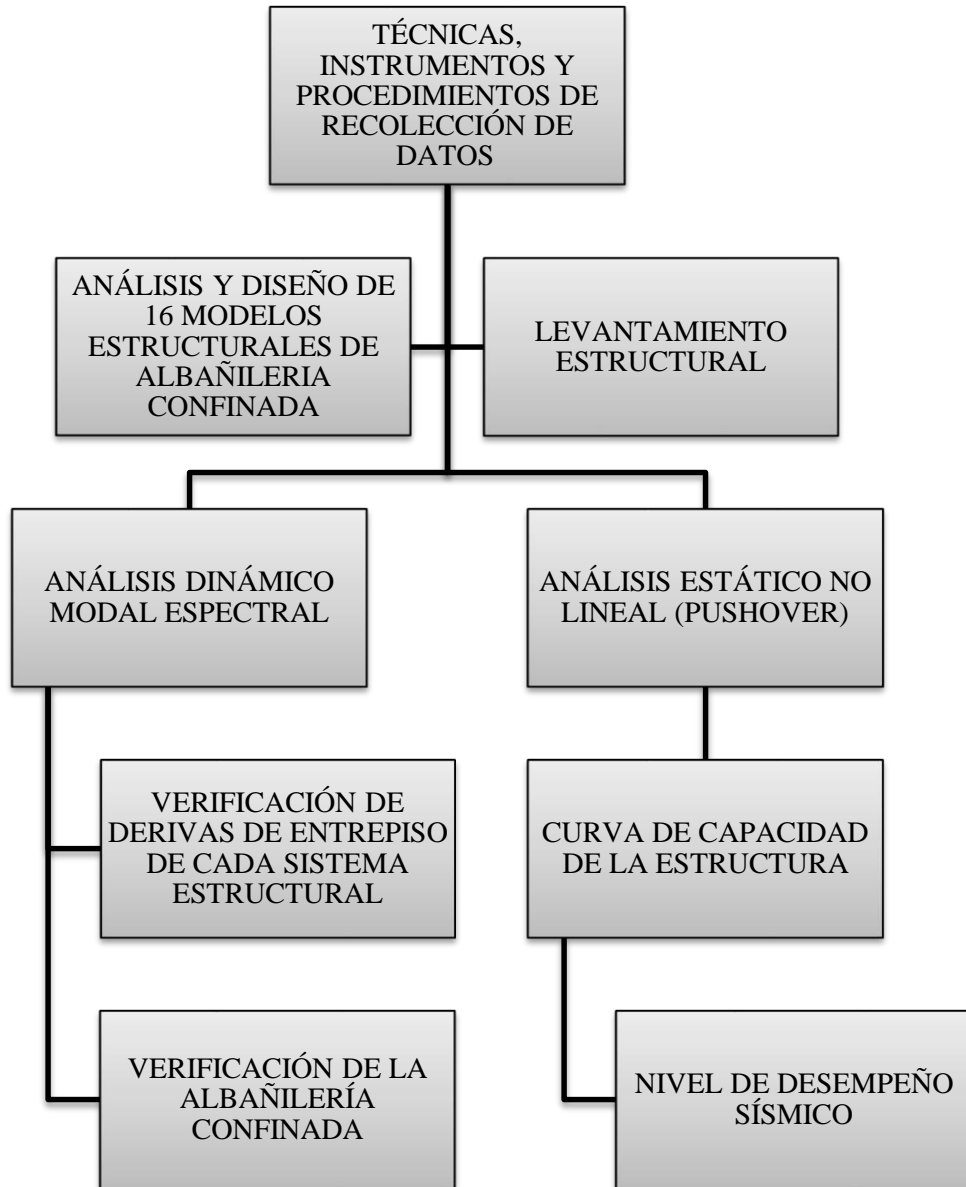 TÉCNICAS,
INSTRUMENTOS Y
PROCEDIMIENTOS DE
RECOLECCIÓN DE
DATOS
ANÁLISIS Y DISEÑO DE
16 MODELOS
ESTRUCTURALES DE
ALBAÑILERIA
CONFINADA
LEVANTAMIENTO
ESTRUCTURAL
ANÁLISIS DINÁMICO
MODAL ESPECTRAL
ANÁLISIS ESTÁTICO NO
LINEAL (PUSHOVER)
VERIFICACIÓN DE
DERIVAS DE ENTREPISO
DE CADA SISTEMA
ESTRUCTURAL
CURVA DE CAPACIDAD
DE LA ESTRUCTURA
VERIFICACIÓN DE LA
ALBAÑILERÍA
CONFINADA
NIVEL DE DESEMPEÑO
SÍSMICO